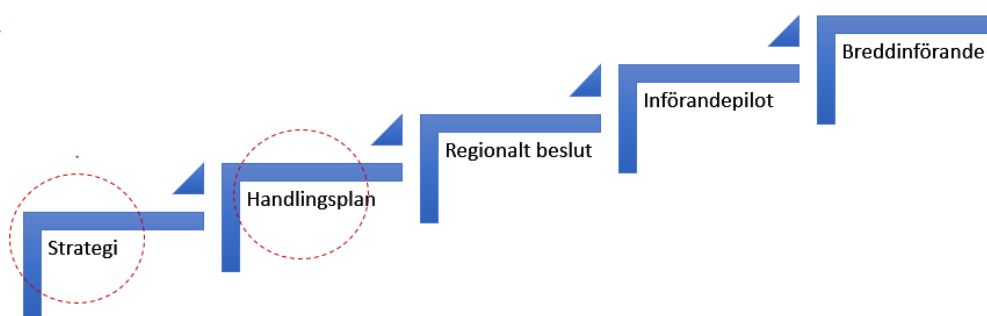 Strategi
Handlingsplan
Regionalt beslut
Införandepilot
Breddinförande